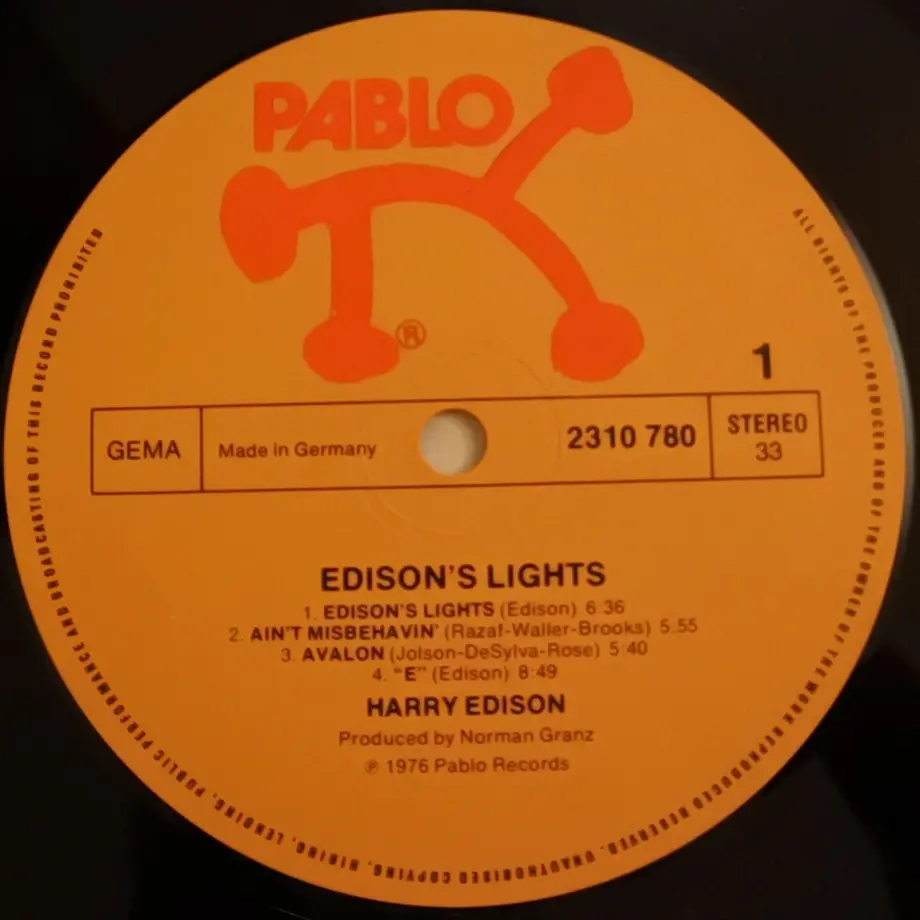 PABLO
®
1
GEMA
Made in Germany
2310 780
STEREO
33
EDISON'S LIGHTS
1. EDISON'S LIGHTS (Edison) 6:36
2. AIN'T MISBEHAVIN' (Razaf-Waller-Brooks) 5:55
3. AVALON (Jolson-DeSylva-Rose) 5:40
4. "E" (Edison) 8:49
HARRY EDISON
Produced by Norman Granz
℗ 1976 Pablo Records
ALL RIGHTS OF THE PRODUCER AND OF THE OWNER OF THE WORK REPRODUCED RESERVED. UNAUTHORISED COPYING, HIRING, LENDING, PUBLIC PERFORMANCE AND BROADCASTING OF THIS RECORD PROHIBITED